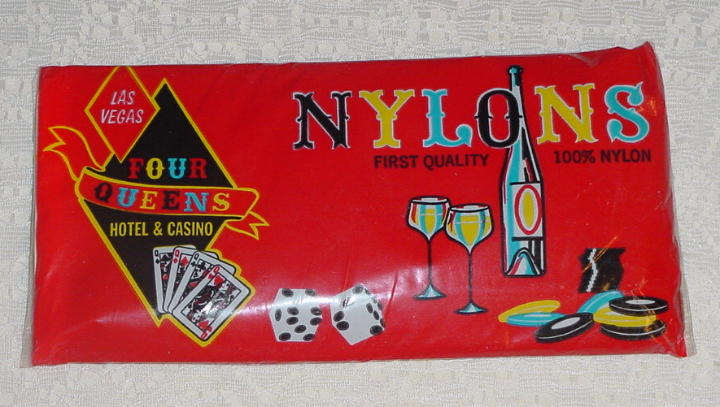 LAS
VEGAS
FOUR
QUEENS
HOTEL & CASINO
NYLONS
FIRST QUALITY
100% NYLON